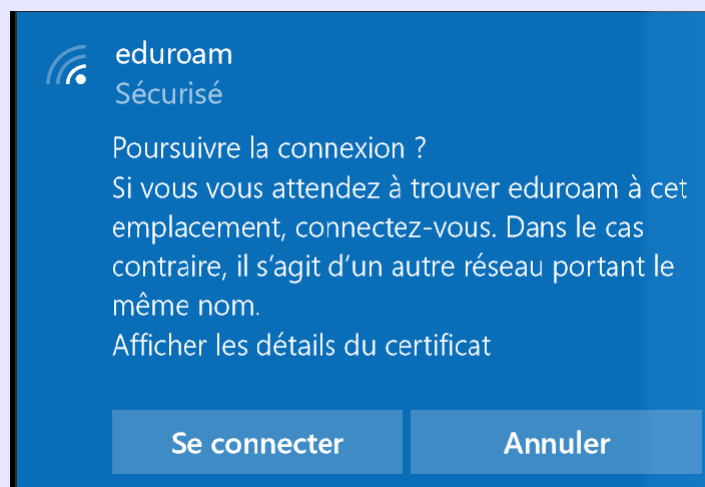 eduroam
Sécurisé
Poursuivre la connexion ?
Si vous vous attendez à trouver eduroam à cet
emplacement, connectez-vous. Dans le cas
contraire, il s’agit d’un autre réseau portant le
même nom.
Afficher les détails du certificat
Se connecter
Annuler